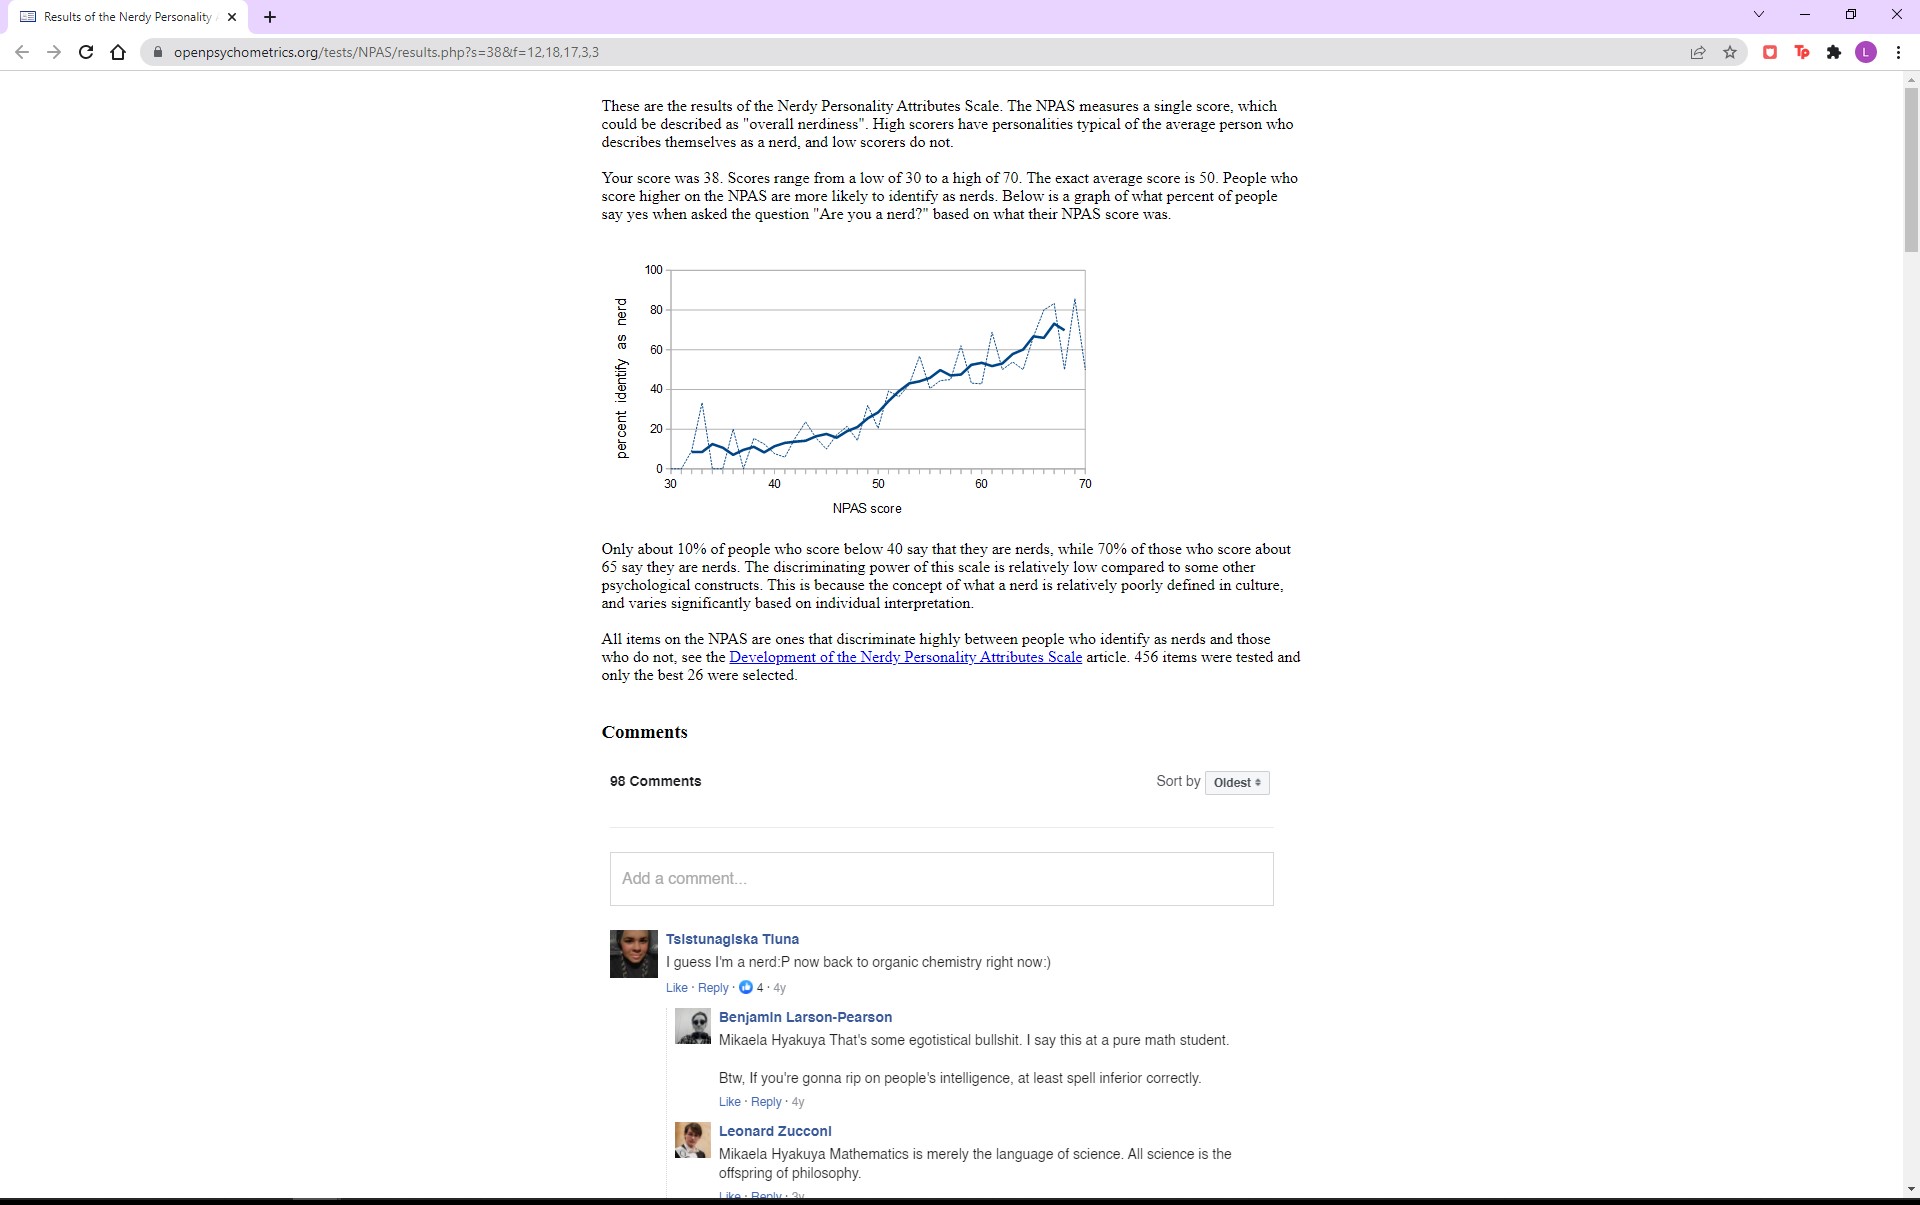 Results of the Nerdy Personality A
openpsychometrics.org/tests/NPAS/results.php?s=38&f=12,18,17,3,3
Tp
L
These are the results of the Nerdy Personality Attributes Scale. The NPAS measures a single score, which
could be described as "overall nerdiness". High scorers have personalities typical of the average person who
describes themselves as a nerd, and low scorers do not.
Your score was 38. Scores range from a low of 30 to a high of 70. The exact average score is 50. People who
score higher on the NPAS are more likely to identify as nerds. Below is a graph of what percent of people
say yes when asked the question "Are you a nerd?" based on what their NPAS score was.
percent identify as nerd
100
80
60
40
20
0
30 40 50 60 70
NPAS score
Only about 10% of people who score below 40 say that they are nerds, while 70% of those who score about
65 say they are nerds. The discriminating power of this scale is relatively low compared to some other
psychological constructs. This is because the concept of what a nerd is relatively poorly defined in culture,
and varies significantly based on individual interpretation.
All items on the NPAS are ones that discriminate highly between people who identify as nerds and those
who do not, see the Development of the Nerdy Personality Attributes Scale article. 456 items were tested and
only the best 26 were selected.
Comments
98 Comments Sort by Oldest
Add a comment...
Tsistunagiska Tiuna
I guess I'm a nerd:P now back to organic chemistry right now:)
Like · Reply · 4 · 4y
Benjamin Larson-Pearson
Mikaela Hyakuya That's some egotistical bullshit. I say this at a pure math student.
Btw, If you're gonna rip on people's intelligence, at least spell inferior correctly.
Like · Reply · 4y
Leonard Zucconi
Mikaela Hyakuya Mathematics is merely the language of science. All science is the
offspring of philosophy.
Like · Reply · 3y